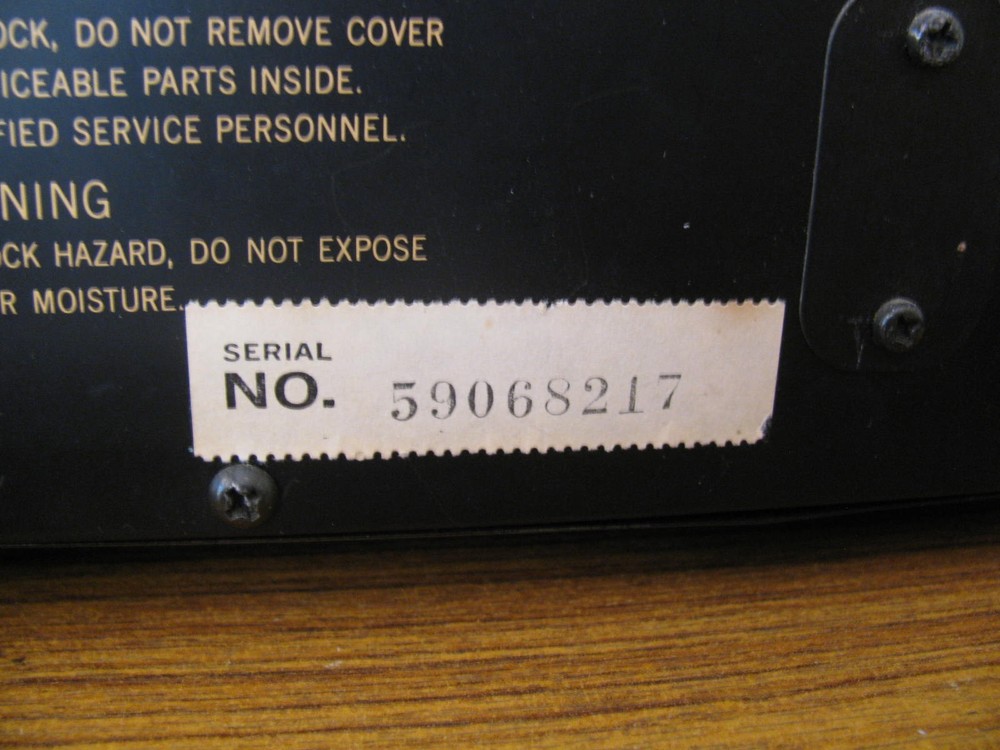 OCK, DO NOT REMOVE COVER
ICEABLE PARTS INSIDE.
FIED SERVICE PERSONNEL.
NING
OCK HAZARD, DO NOT EXPOSE
R MOISTURE.
SERIAL
NO. 59068217